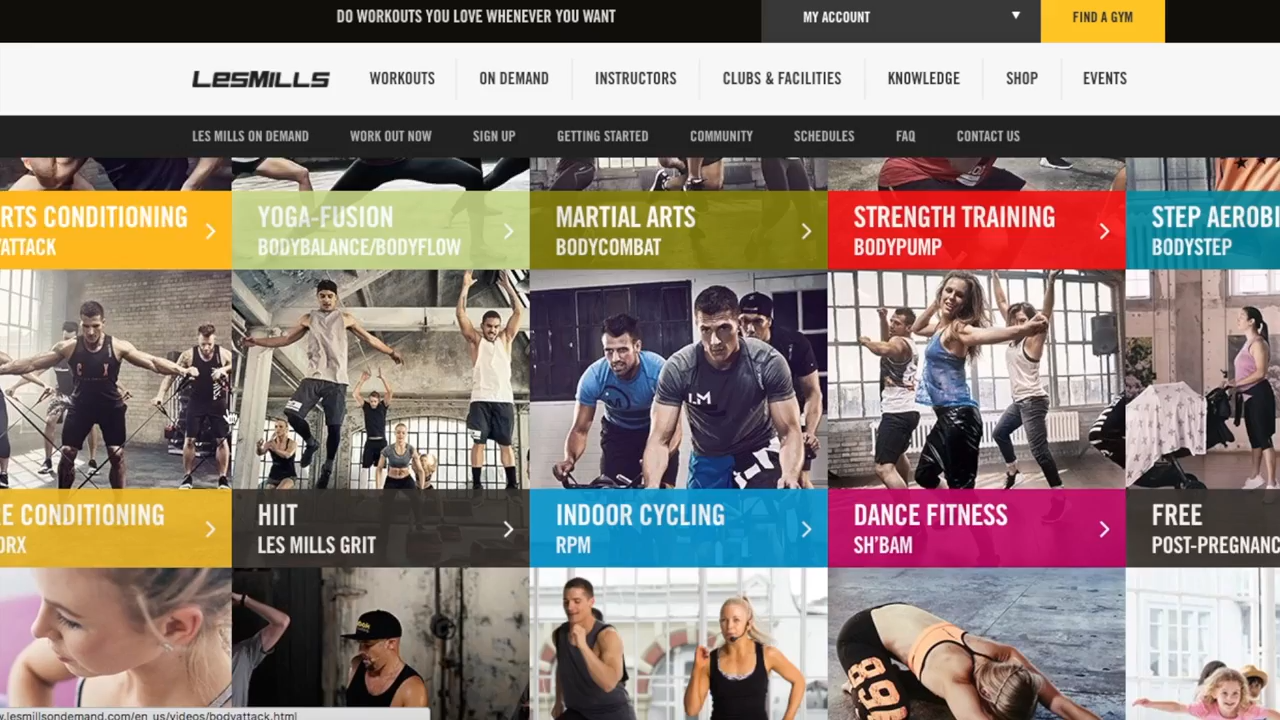 DO WORKOUTS YOU LOVE WHENEVER YOU WANT
MY ACCOUNT
FIND A GYM
LESMILLS
WORKOUTS
ON DEMAND
INSTRUCTORS
CLUBS & FACILITIES
KNOWLEDGE
SHOP
EVENTS
LES MILLS ON DEMAND
WORK OUT NOW
SIGN UP
GETTING STARTED
COMMUNITY
SCHEDULES
FAQ
CONTACT US
RTS CONDITIONING
ATTACK
YOGA-FUSION
BODYBALANCE/BODYFLOW
MARTIAL ARTS
BODYCOMBAT
STRENGTH TRAINING
BODYPUMP
STEP AEROBI
BODYSTEP
LM
E CONDITIONING
ORX
HIIT
LES MILLS GRIT
INDOOR CYCLING
RPM
DANCE FITNESS
SH'BAM
FREE
POST-PREGNANC
.lesmillsondemand.com/en_us/videos/bodyattack.html